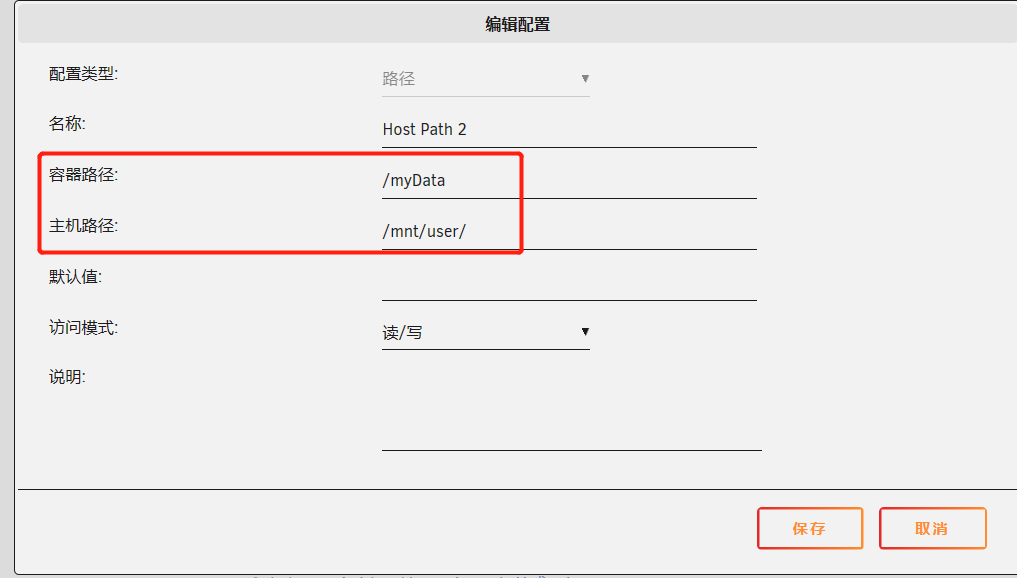 编辑配置
配置类型:
路径
名称:
Host Path 2
容器路径:
/myData
主机路径:
/mnt/user/
默认值:
访问模式:
读/写
说明:
保存
取消